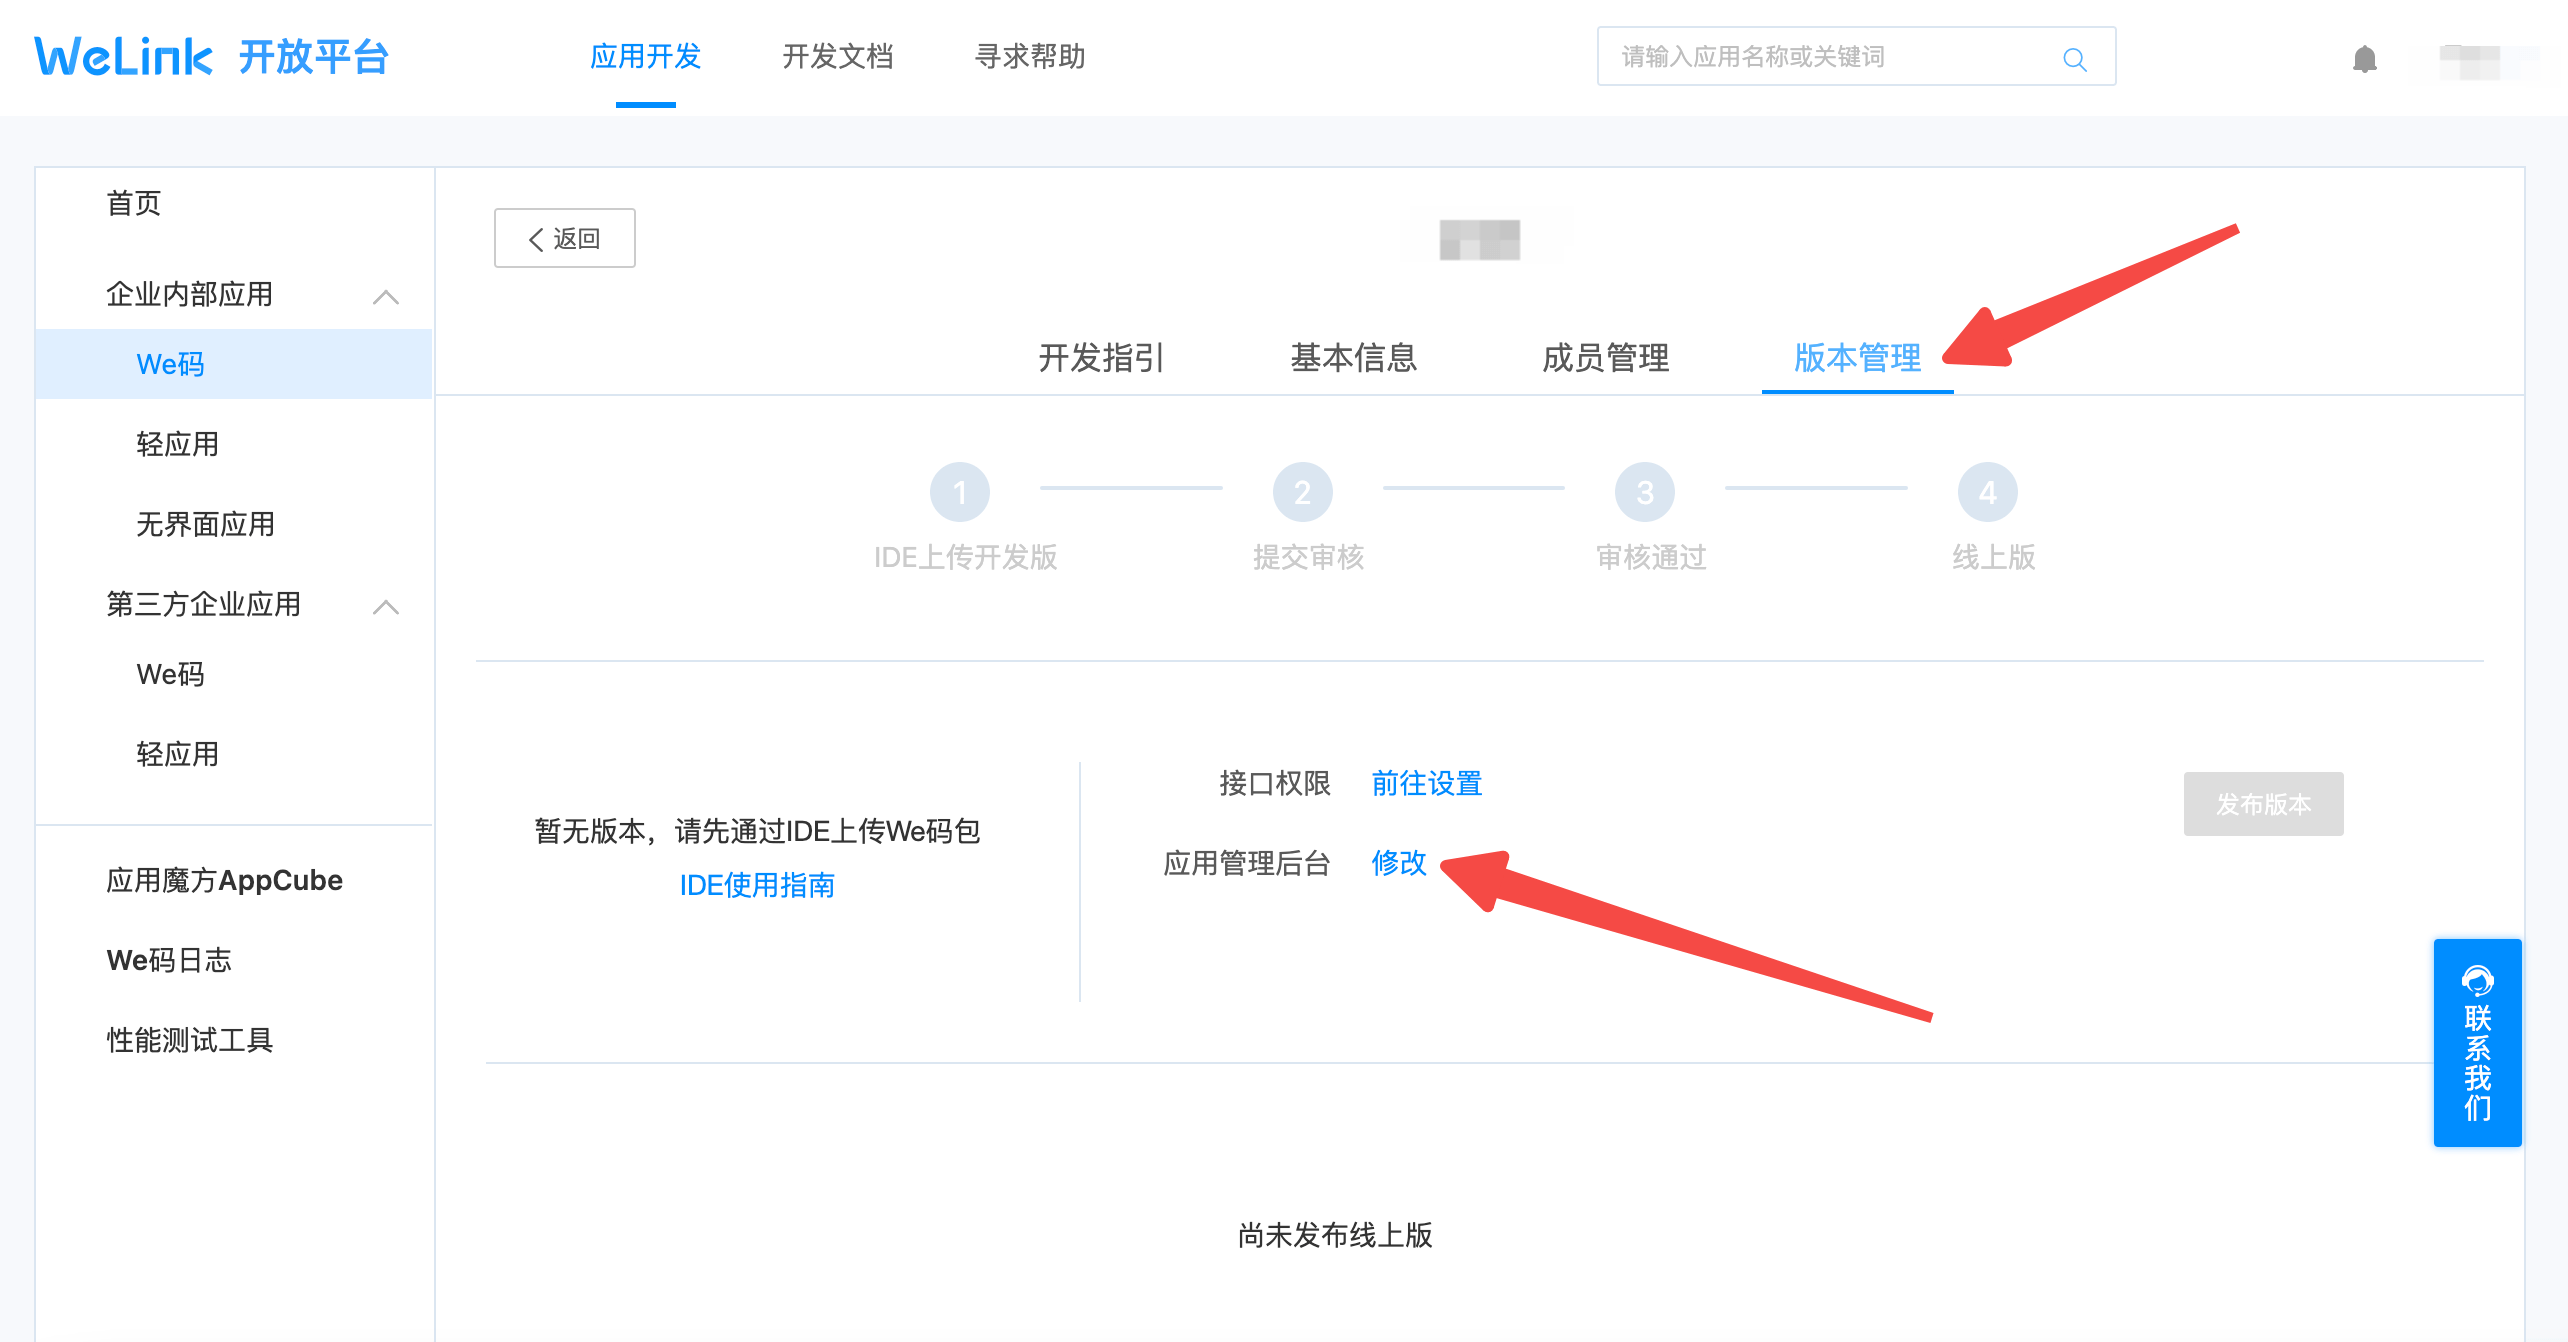 WeLink 开放平台
应用开发
开发文档
寻求帮助
请输入应用名称或关键词
首页
企业内部应用
We码
轻应用
无界面应用
第三方企业应用
We码
轻应用
应用魔方AppCube
We码日志
性能测试工具
返回
开发指引
基本信息
成员管理
版本管理
1
2
3
4
IDE上传开发版
提交审核
审核通过
线上版
暂无版本，请先通过IDE上传We码包
IDE使用指南
接口权限 前往设置
应用管理后台 修改
发布版本
尚未发布线上版
联系我们